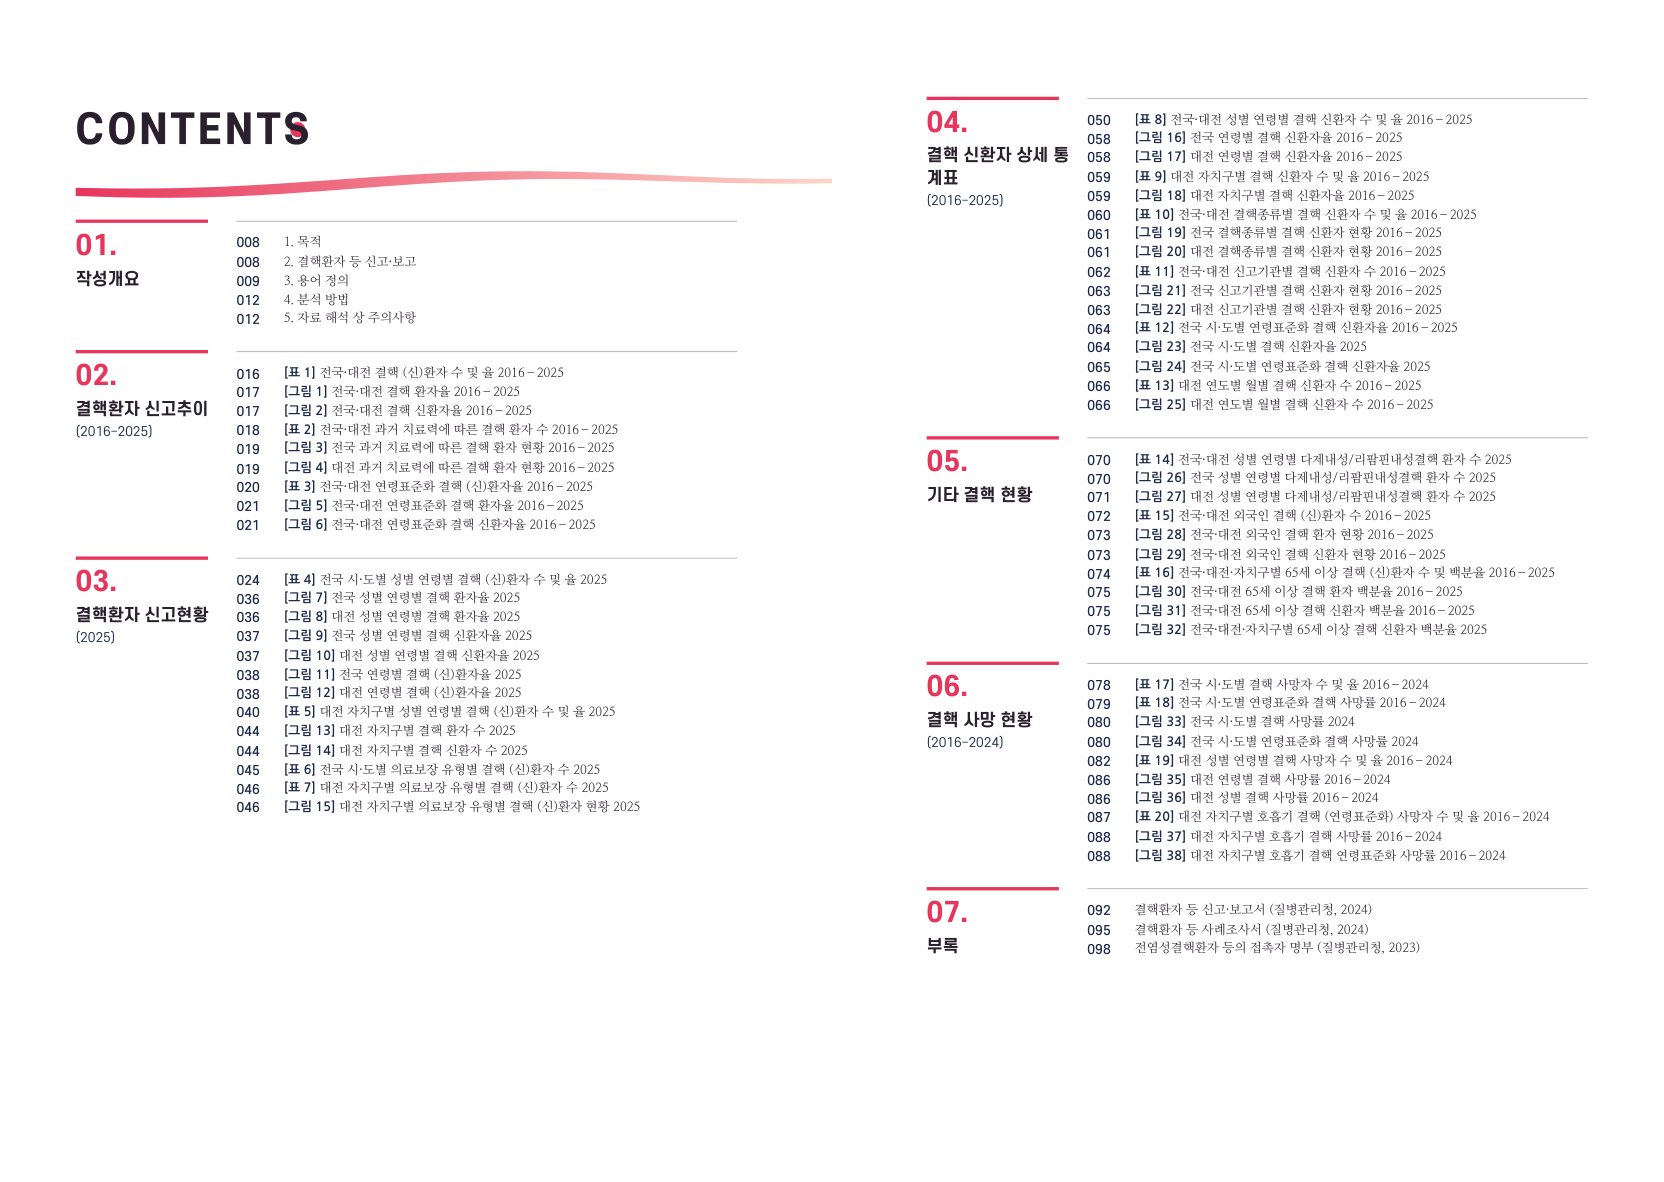 CONTENTS
01.
작성개요
008 1. 목적
008 2. 결핵환자 등 신고·보고
009 3. 용어 정의
012 4. 분석 방법
012 5. 자료 해석 상 주의사항
02.
결핵환자 신고추이
(2016-2025)
016 [표 1] 전국·대전 결핵 (신)환자 수 및 율 2016–2025
017 [그림 1] 전국·대전 결핵 환자율 2016–2025
017 [그림 2] 전국·대전 결핵 신환자율 2016–2025
018 [표 2] 전국·대전 과거 치료력에 따른 결핵 환자 수 2016–2025
019 [그림 3] 전국 과거 치료력에 따른 결핵 환자 현황 2016–2025
019 [그림 4] 대전 과거 치료력에 따른 결핵 환자 현황 2016–2025
020 [표 3] 전국·대전 연령표준화 결핵 (신)환자율 2016–2025
021 [그림 5] 전국·대전 연령표준화 결핵 환자율 2016–2025
021 [그림 6] 전국·대전 연령표준화 결핵 신환자율 2016–2025
03.
결핵환자 신고현황
(2025)
024 [표 4] 전국 시·도별 성별 연령별 결핵 (신)환자 수 및 율 2025
036 [그림 7] 전국 성별 연령별 결핵 환자율 2025
036 [그림 8] 대전 성별 연령별 결핵 환자율 2025
037 [그림 9] 전국 성별 연령별 결핵 신환자율 2025
037 [그림 10] 대전 성별 연령별 결핵 신환자율 2025
038 [그림 11] 전국 연령별 결핵 (신)환자율 2025
038 [그림 12] 대전 연령별 결핵 (신)환자율 2025
040 [표 5] 대전 자치구별 성별 연령별 결핵 (신)환자 수 및 율 2025
044 [그림 13] 대전 자치구별 결핵 환자 수 2025
044 [그림 14] 대전 자치구별 결핵 신환자 수 2025
045 [표 6] 전국 시·도별 의료보장 유형별 결핵 (신)환자 수 2025
046 [표 7] 대전 자치구별 의료보장 유형별 결핵 (신)환자 수 2025
046 [그림 15] 대전 자치구별 의료보장 유형별 결핵 (신)환자 현황 2025
04.
결핵 신환자 상세 통
계표
(2016-2025)
050 [표 8] 전국·대전 성별 연령별 결핵 신환자 수 및 율 2016–2025
058 [그림 16] 전국 연령별 결핵 신환자율 2016–2025
058 [그림 17] 대전 연령별 결핵 신환자율 2016–2025
059 [표 9] 대전 자치구별 결핵 신환자 수 및 율 2016–2025
059 [그림 18] 대전 자치구별 결핵 신환자율 2016–2025
060 [표 10] 전국·대전 결핵종류별 결핵 신환자 수 및 율 2016–2025
061 [그림 19] 전국 결핵종류별 결핵 신환자 현황 2016–2025
061 [그림 20] 대전 결핵종류별 결핵 신환자 현황 2016–2025
062 [표 11] 전국·대전 신고기관별 결핵 신환자 수 2016–2025
063 [그림 21] 전국 신고기관별 결핵 신환자 현황 2016–2025
063 [그림 22] 대전 신고기관별 결핵 신환자 현황 2016–2025
064 [표 12] 전국 시·도별 연령표준화 결핵 신환자율 2016–2025
064 [그림 23] 전국 시·도별 결핵 신환자율 2025
065 [그림 24] 전국 시·도별 연령표준화 결핵 신환자율 2025
066 [표 13] 대전 연도별 월별 결핵 신환자 수 2016–2025
066 [그림 25] 대전 연도별 월별 결핵 신환자 수 2016–2025
05.
기타 결핵 현황
070 [표 14] 전국·대전 성별 연령별 다제내성/리팜핀내성결핵 환자 수 2025
070 [그림 26] 전국 성별 연령별 다제내성/리팜핀내성결핵 환자 수 2025
071 [그림 27] 대전 성별 연령별 다제내성/리팜핀내성결핵 환자 수 2025
072 [표 15] 전국·대전 외국인 결핵 (신)환자 수 2016–2025
073 [그림 28] 전국·대전 외국인 결핵 환자 현황 2016–2025
073 [그림 29] 전국·대전 외국인 결핵 신환자 현황 2016–2025
074 [표 16] 전국·대전·자치구별 65세 이상 결핵 (신)환자 수 및 백분율 2016–2025
075 [그림 30] 전국·대전 65세 이상 결핵 환자 백분율 2016–2025
075 [그림 31] 전국·대전 65세 이상 결핵 신환자 백분율 2016–2025
075 [그림 32] 전국·대전·자치구별 65세 이상 결핵 신환자 백분율 2025
06.
결핵 사망 현황
(2016-2024)
078 [표 17] 전국 시·도별 결핵 사망자 수 및 율 2016–2024
079 [표 18] 전국 시·도별 연령표준화 결핵 사망률 2016–2024
080 [그림 33] 전국 시·도별 결핵 사망률 2024
080 [그림 34] 전국 시·도별 연령표준화 결핵 사망률 2024
082 [표 19] 대전 성별 연령별 결핵 사망자 수 및 율 2016–2024
086 [그림 35] 대전 연령별 결핵 사망률 2016–2024
086 [그림 36] 대전 성별 결핵 사망률 2016–2024
087 [표 20] 대전 자치구별 호흡기 결핵 (연령표준화) 사망자 수 및 율 2016–2024
088 [그림 37] 대전 자치구별 호흡기 결핵 사망률 2016–2024
088 [그림 38] 대전 자치구별 호흡기 결핵 연령표준화 사망률 2016–2024
07.
부록
092 결핵환자 등 신고·보고서 (질병관리청, 2024)
095 결핵환자 등 사례조사서 (질병관리청, 2024)
098 전염성결핵환자 등의 접촉자 명부 (질병관리청, 2023)